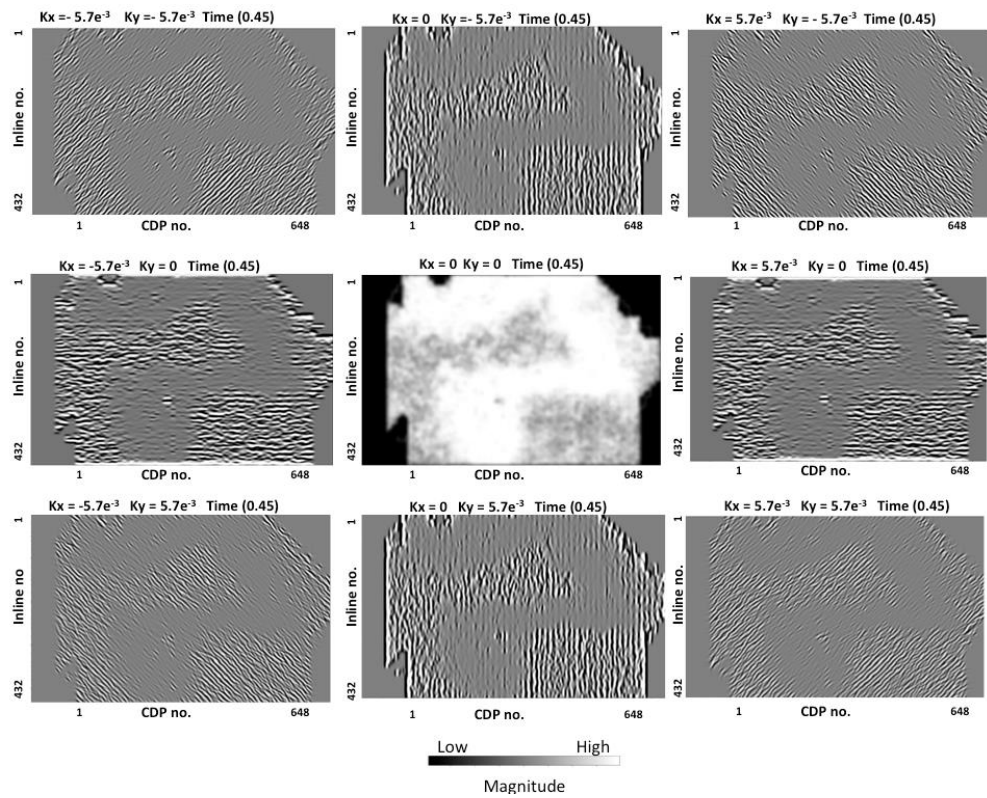 Kx =- 5.7e-3 Ky =- 5.7e-3 Time (0.45)
Kx = 0 Ky =- 5.7e-3 Time (0.45)
Kx = 5.7e-3 Ky = - 5.7e-3 Time (0.45)
1
Inline no.
432
1 CDP no. 648
1
Inline no.
432
1 CDP no. 648
1
Inline no.
432
1 CDP no. 648
Kx = -5.7e-3 Ky = 0 Time (0.45)
Kx = 0 Ky = 0 Time (0.45)
Kx = 5.7e-3 Ky = 0 Time (0.45)
1
Inline no.
432
1 CDP no. 648
1
Inline no.
432
1 CDP no. 648
1
Inline no.
432
1 CDP no. 648
Kx = -5.7e-3 Ky = 5.7e-3 Time (0.45)
Kx = 0 Ky = 5.7e-3 Time (0.45)
Kx = 5.7e-3 Ky = 5.7e-3 Time (0.45)
1
Inline no
432
1 CDP no. 648
1
Inline no.
432
1 CDP no. 648
1
Inline no.
432
1 CDP no. 648
Low High
Magnitude